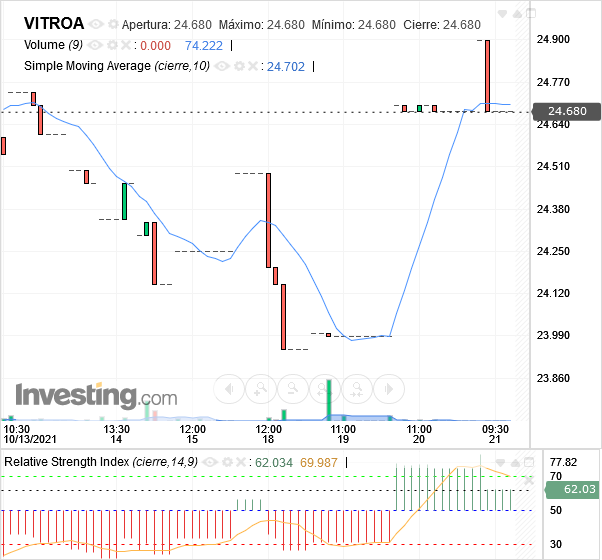 VITROA Apertura: 24.680 Máximo: 24.680 Mínimo: 24.680 Cierre: 24.680
Volume (9) : 0.000 74.222
Simple Moving Average (cierre,10) : 24.702
24.900
24.770
24.680
24.640
24.510
24.380
24.250
24.120
23.990
23.860
Investing.com
10:30 13:30 12:00 12:00 11:00 11:00 09:30
10/13/2021 14 15 18 19 20 21
Relative Strength Index (cierre,14,9) : 62.034 69.987
77.82
70
62.03
50 50
30 30